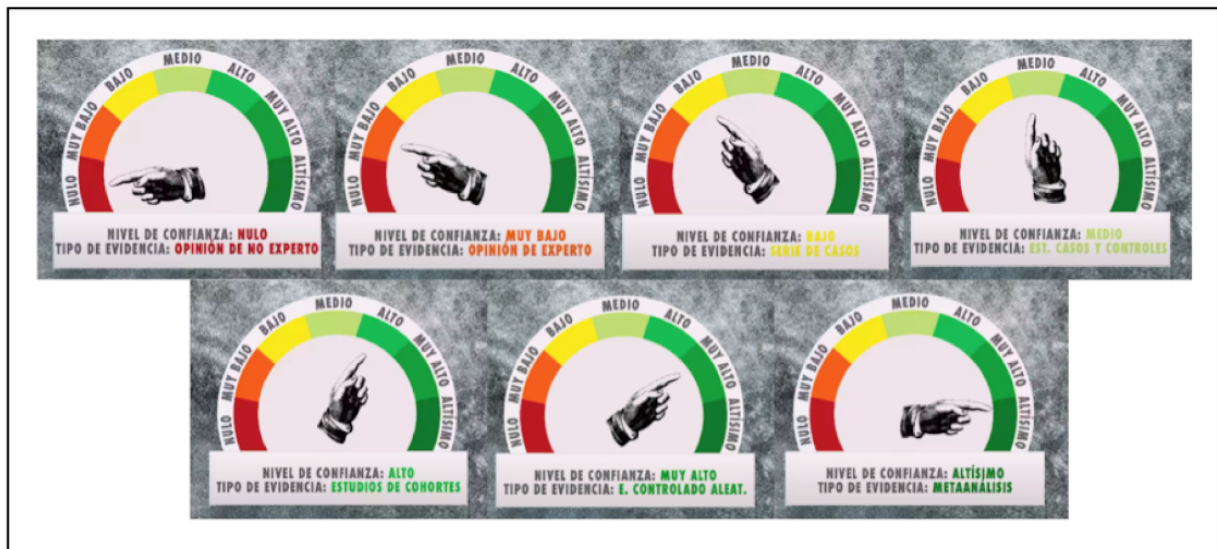 NULO
MUY BAJO
BAJO
MEDIO
ALTO
MUY ALTO
ALTÍSIMO
NIVEL DE CONFIANZA: NULO
TIPO DE EVIDENCIA: OPINIÓN DE NO EXPERTO
NULO
MUY BAJO
BAJO
MEDIO
ALTO
MUY ALTO
ALTÍSIMO
NIVEL DE CONFIANZA: MUY BAJO
TIPO DE EVIDENCIA: OPINIÓN DE EXPERTO
NULO
MUY BAJO
BAJO
MEDIO
ALTO
MUY ALTO
ALTÍSIMO
NIVEL DE CONFIANZA: BAJO
TIPO DE EVIDENCIA: SERIE DE CASOS
NULO
MUY BAJO
BAJO
MEDIO
ALTO
MUY ALTO
ALTÍSIMO
NIVEL DE CONFIANZA: MEDIO
TIPO DE EVIDENCIA: EST. CASOS Y CONTROLES
NULO
MUY BAJO
BAJO
MEDIO
ALTO
MUY ALTO
ALTÍSIMO
NIVEL DE CONFIANZA: ALTO
TIPO DE EVIDENCIA: ESTUDIOS DE COHORTES
NULO
MUY BAJO
BAJO
MEDIO
ALTO
MUY ALTO
ALTÍSIMO
NIVEL DE CONFIANZA: MUY ALTO
TIPO DE EVIDENCIA: E. CONTROLADO ALEAT.
NULO
MUY BAJO
BAJO
MEDIO
ALTO
MUY ALTO
ALTÍSIMO
NIVEL DE CONFIANZA: ALTÍSIMO
TIPO DE EVIDENCIA: METAANÁLISIS